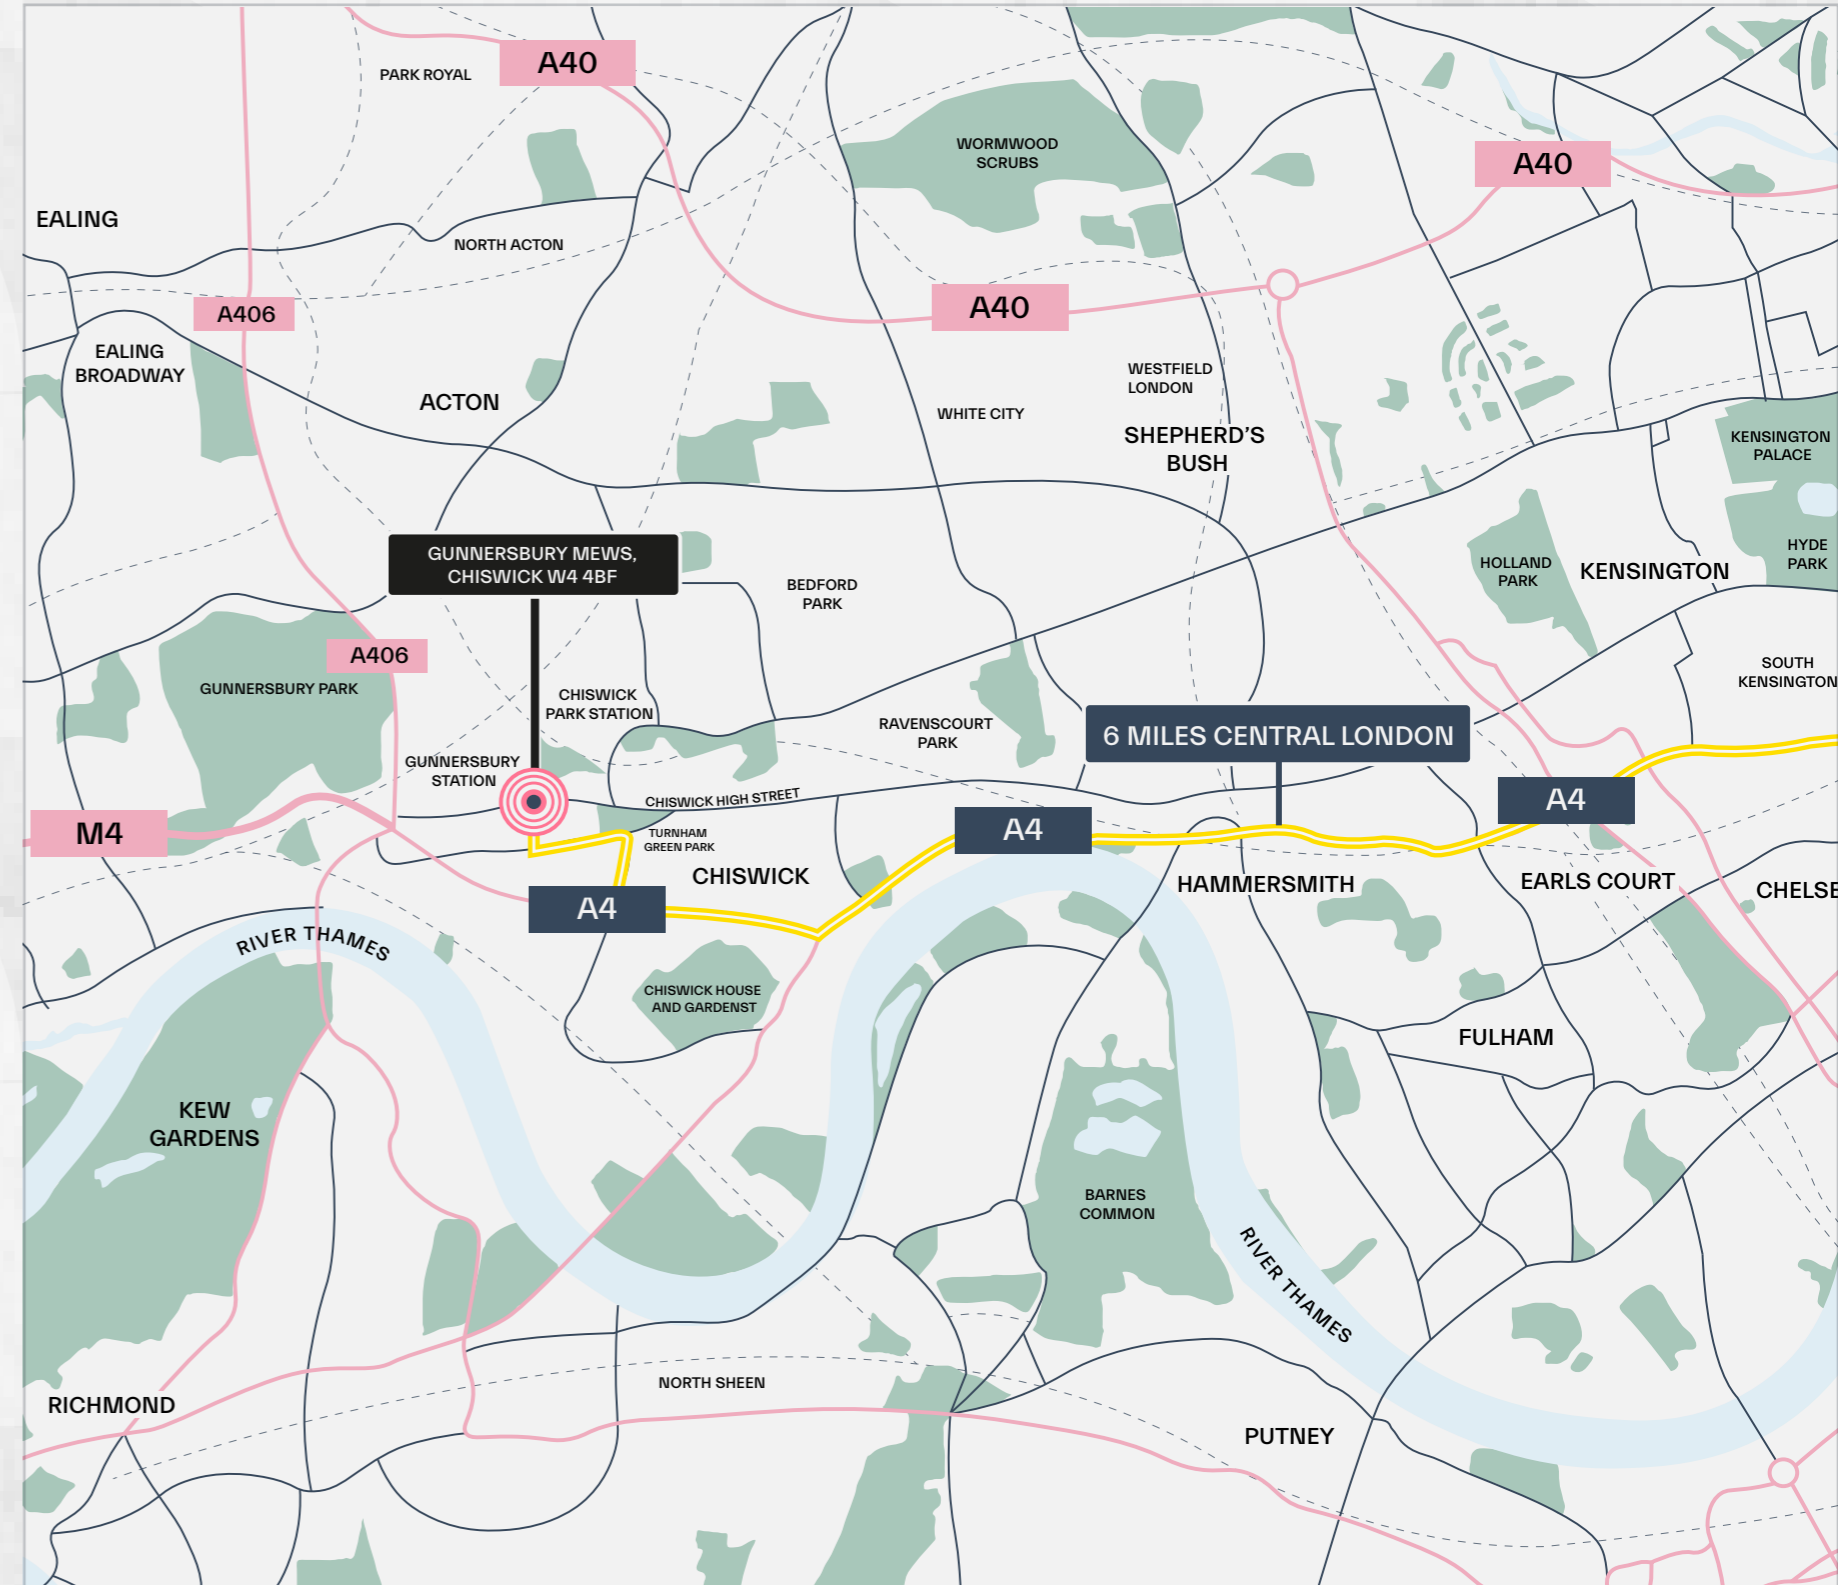 A40
PARK ROYAL
WORMWOOD
SCRUBS
A40
EALING
NORTH ACTON
A406
A40
EALING
BROADWAY
WESTFIELD
LONDON
ACTON
WHITE CITY
SHEPHERD'S
BUSH
KENSINGTON
PALACE
GUNNERSBURY MEWS,
CHISWICK W4 4BF
HYDE
PARK
HOLLAND
PARK
KENSINGTON
BEDFORD
PARK
A406
GUNNERSBURY PARK
SOUTH
KENSINGTON
CHISWICK
PARK STATION
RAVENSCOURT
PARK
6 MILES CENTRAL LONDON
GUNNERSBURY
STATION
CHISWICK HIGH STREET
A4
M4
A4
TURNHAM
GREEN PARK
CHISWICK
HAMMERSMITH
EARLS COURT
CHELSE
A4
RIVER THAMES
CHISWICK HOUSE
AND GARDENST
FULHAM
KEW
GARDENS
BARNES
COMMON
RIVER THAMES
NORTH SHEEN
RICHMOND
PUTNEY